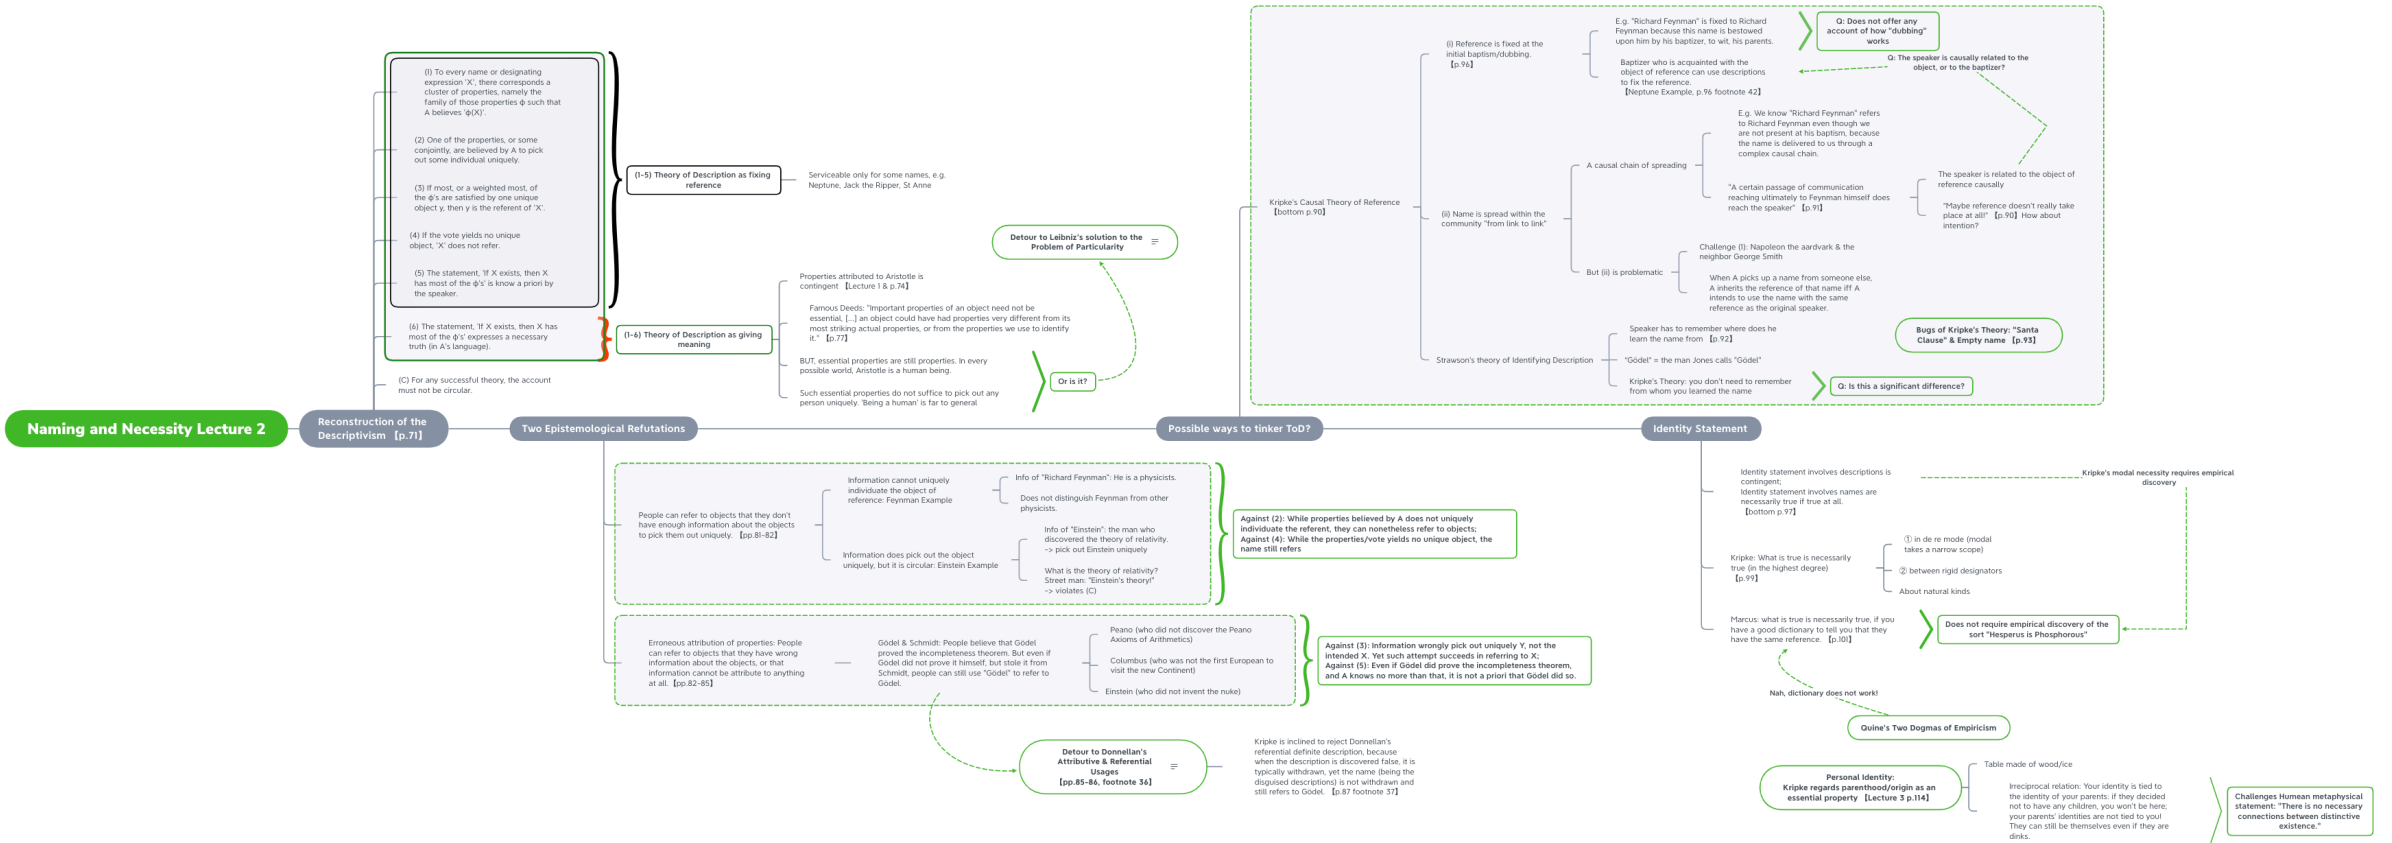 Naming and Necessity Lecture 2
Reconstruction of the
Descriptivism 【p.71】
(1) To every name or designating
expression 'X', there corresponds a
cluster of properties, namely the
family of those properties φ such that
A believes 'φ(X)'.
(2) One of the properties, or some
conjointly, are believed by A to pick
out some individual uniquely.
(3) If most, or a weighted most, of
the φ's are satisfied by one unique
object y, then y is the referent of 'X'.
(4) If the vote yields no unique
object, 'X' does not refer.
(5) The statement, 'If X exists, then X
has most of the φ's' is know a priori by
the speaker.
(6) The statement, 'If X exists, then X has
most of the φ's' expresses a necessary
truth (in A's language).
(C) For any successful theory, the account
must not be circular.
(1-5) Theory of Description as fixing
reference
Serviceable only for some names, e.g.
Neptune, Jack the Ripper, St Anne
(1-6) Theory of Description as giving
meaning
Properties attributed to Aristotle is
contingent 【Lecture 1 & p.74】
Famous Deeds: "Important properties of an object need not be
essential, [...] an object could have had properties very different from its
most striking actual properties, or from the properties we use to identify
it." 【p.77】
BUT, essential properties are still properties. In every
possible world, Aristotle is a human being.
Such essential properties do not suffice to pick out any
person uniquely. 'Being a human' is far to general
Or is it?
Detour to Leibniz's solution to the
Problem of Particularity
Two Epistemological Refutations
People can refer to objects that they don't
have enough information about the objects
to pick them out uniquely. 【pp.81-82】
Information cannot uniquely
individuate the object of
reference: Feynman Example
Info of "Richard Feynman": He is a physicists.
Does not distinguish Feynman from other
physicists.
Information does pick out the object
uniquely, but it is circular: Einstein Example
Info of "Einstein": the man who
discovered the theory of relativity.
-> pick out Einstein uniquely
What is the theory of relativity?
Street man: "Einstein's theory!"
-> violates (C)
Against (2): While properties believed by A does not uniquely
individuate the referent, they can nonetheless refer to objects;
Against (4): While the properties/vote yields no unique object, the
name still refers
Erroneous attribution of properties: People
can refer to objects that they have wrong
information about the objects, or that
information cannot be attribute to anything
at all. 【pp.82-85】
Gödel & Schmidt: People believe that Gödel
proved the incompleteness theorem. But even if
Gödel did not prove it himself, but stole it from
Schmidt, people can still use "Gödel" to refer to
Gödel.
Peano (who did not discover the Peano
Axioms of Arithmetics)
Columbus (who was not the first European to
visit the new Continent)
Einstein (who did not invent the nuke)
Against (3): Information wrongly pick out uniquely Y, not the
intended X. Yet such attempt succeeds in referring to X;
Against (5): Even if Gödel did prove the incompleteness theorem,
and A knows no more than that, it is not a priori that Gödel did so.
Detour to Donnellan's
Attributive & Referential
Usages
【pp.85-86, footnote 36】
Kripke is inclined to reject Donnellan's
referential definite description, because
when the description is discovered false, it is
typically withdrawn, yet the name (being the
disguised descriptions) is not withdrawn and
still refers to Gödel. 【p.87 footnote 37】
Possible ways to tinker ToD?
Kripke's Causal Theory of Reference
【bottom p.90】
(i) Reference is fixed at the
initial baptism/dubbing.
【p.96】
E.g. "Richard Feynman" is fixed to Richard
Feynman because this name is bestowed
upon him by his baptizer, to wit, his parents.
Q: Does not offer any
account of how "dubbing"
works
Baptizer who is acquainted with the
object of reference can use descriptions
to fix the reference.
【Neptune Example, p.96 footnote 42】
Q: The speaker is causally related to the
object, or to the baptizer?
(ii) Name is spread within the
community "from link to link"
A causal chain of spreading
E.g. We know "Richard Feynman" refers
to Richard Feynman even though we
are not present at his baptism, because
the name is delivered to us through a
complex causal chain.
"A certain passage of communication
reaching ultimately to Feynman himself does
reach the speaker" 【p.91】
The speaker is related to the object of
reference causally
"Maybe reference doesn't really take
place at all!" 【p.90】 How about
intention?
But (ii) is problematic
Challenge (1): Napoleon the aardvark & the
neighbor George Smith
When A picks up a name from someone else,
A inherits the reference of that name iff A
intends to use the name with the same
reference as the original speaker.
Strawson's theory of Identifying Description
Speaker has to remember where does he
learn the name from 【p.92】
"Gödel" = the man Jones calls "Gödel"
Kripke's Theory: you don't need to remember
from whom you learned the name
Q: Is this a significant difference?
Bugs of Kripke's Theory: "Santa
Clause" & Empty name 【p.93】
Identity Statement
Identity statement involves descriptions is
contingent;
Identity statement involves names are
necessarily true if true at all.
【bottom p.97】
Kripke's modal necessity requires empirical
discovery
Kripke: What is true is necessarily
true (in the highest degree)
【p.99】
① in de re mode (modal
takes a narrow scope)
② between rigid designators
About natural kinds
Marcus: what is true is necessarily true, if you
have a good dictionary to tell you that they
have the same reference. 【p.101】
Does not require empirical discovery of the
sort "Hesperus is Phosphorous"
Nah, dictionary does not work!
Quine's Two Dogmas of Empiricism
Personal Identity:
Kripke regards parenthood/origin as an
essential property 【Lecture 3 p.114】
Table made of wood/ice
Irreciprocal relation: Your identity is tied to
the identity of your parents: if they decided
not to have any children, you won't be here;
your parents' identities are not tied to you!
They can still be themselves even if they are
dinks.
Challenges Humean metaphysical
statement: "There is no necessary
connections between distinctive
existence."